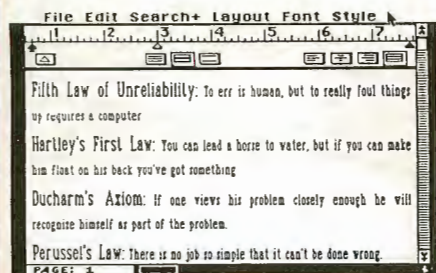 File Edit Search+ Layout Font Style
1 2 3 4 5 6 7
Fifth Law of Unreliability: To err is human, but to really foul things
up requires a computer
Hartley's First Law: You can lead a horse to water, but if you can make
him float on his back you've got something
Ducharm's Axiom: If one views his problem closely enough he will
recognize himself as part of the problem.
Perussel's Law: There is no job so simple that it can't be done wrong.
PAGE: 1